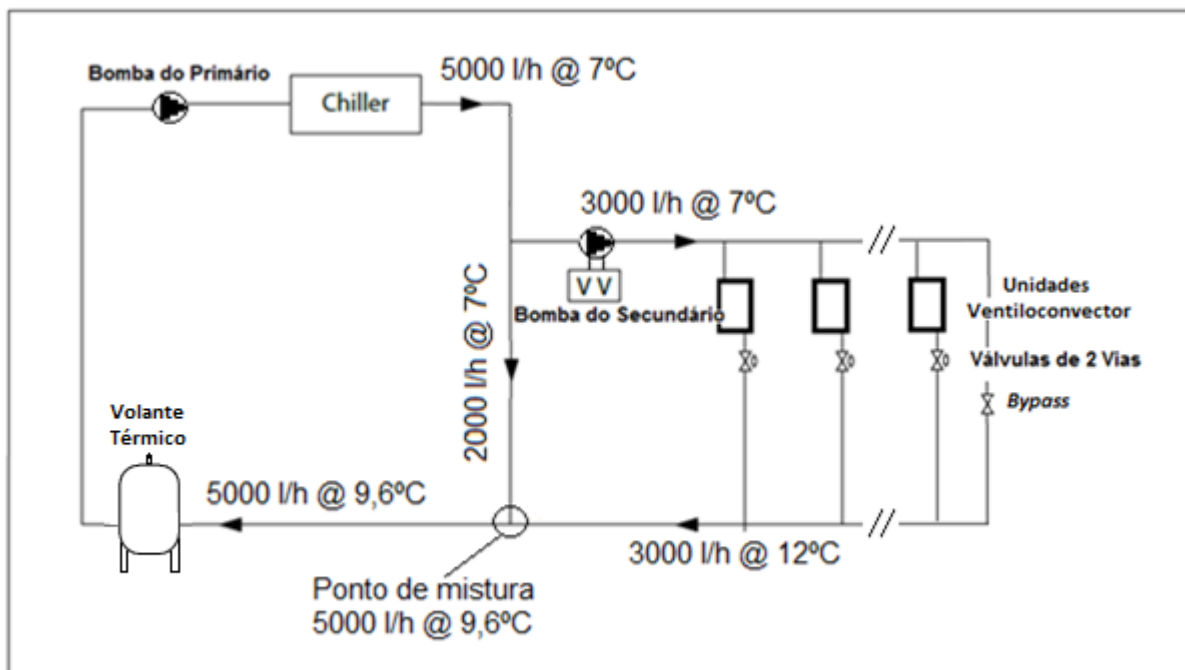 5000 l/h @ 7ºC
Bomba do Primário
Chiller
3000 l/h @ 7ºC
V V
Bomba do Secundário
Unidades
Ventiloconvector
2000 l/h @ 7ºC
Válvulas de 2 Vias
Bypass
Volante
Térmico
5000 l/h @ 9,6ºC
3000 l/h @ 12ºC
Ponto de mistura
5000 l/h @ 9,6ºC